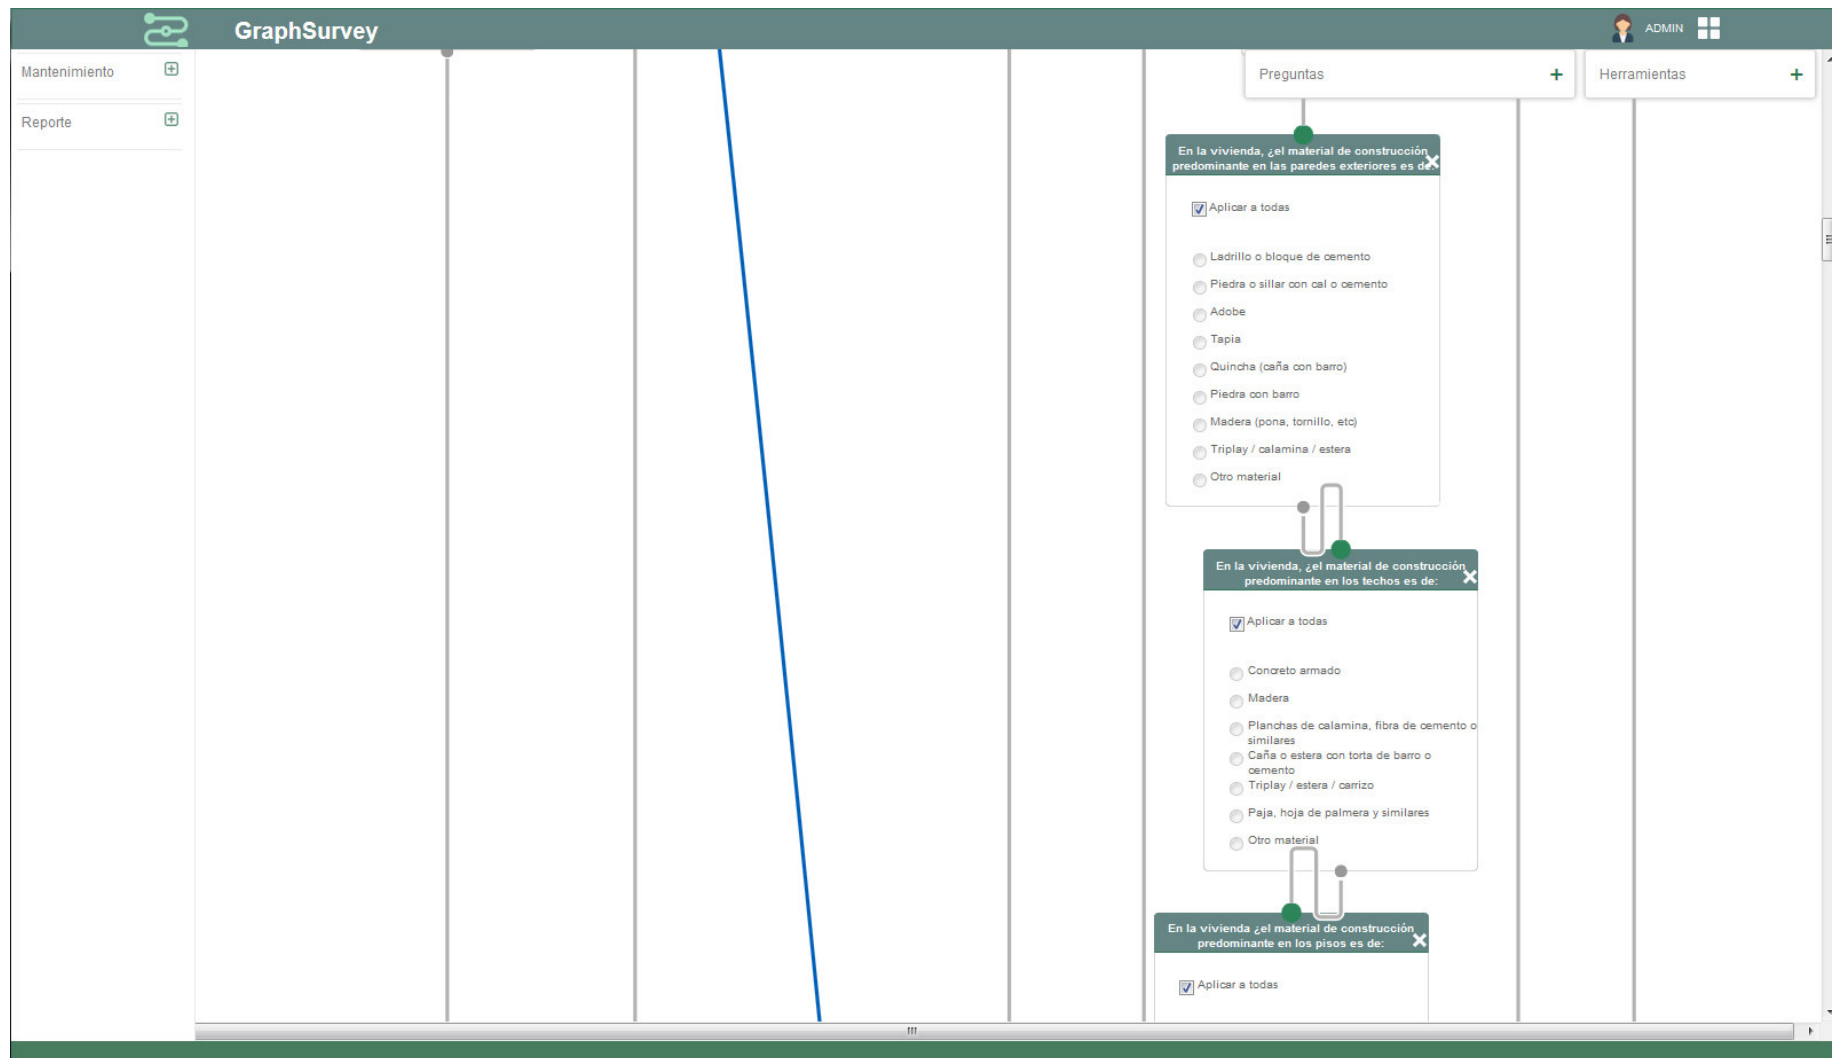 GraphSurvey
ADMIN
Mantenimiento
Reporte
Preguntas
Herramientas
En la vivienda, ¿el material de construcción
predominante en las paredes exteriores es de:
Aplicar a todas
Ladrillo o bloque de cemento
Piedra o sillar con cal o cemento
Adobe
Tapia
Quincha (caña con barro)
Piedra con barro
Madera (pona, tornillo, etc)
Triplay / calamina / estera
Otro material
En la vivienda, ¿el material de construcción
predominante en los techos es de:
Aplicar a todas
Concreto armado
Madera
Planchas de calamina, fibra de cemento o
similares
Caña o estera con torta de barro o
cemento
Triplay / estera / carrizo
Paja, hoja de palmera y similares
Otro material
En la vivienda ¿el material de construcción
predominante en los pisos es de:
Aplicar a todas